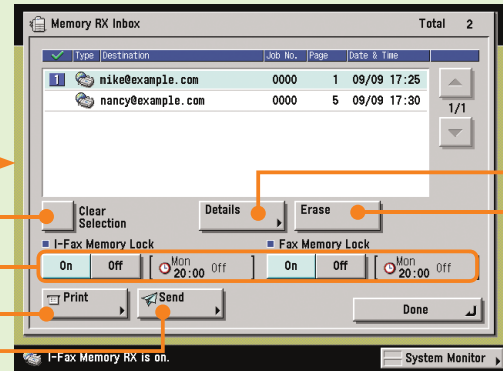 Memory RX Inbox Total 2
Type Destination Job No. Page Date & Time
1 mike@example.com 0000 1 09/09 17:25
nancy@example.com 0000 5 09/09 17:30
1/1
Clear Selection Details Erase
I-Fax Memory Lock Fax Memory Lock
On Off [ Mon 20:00 Off ] On Off [ Mon 20:00 Off ]
Print Send Done
I-Fax Memory RX is on. System Monitor